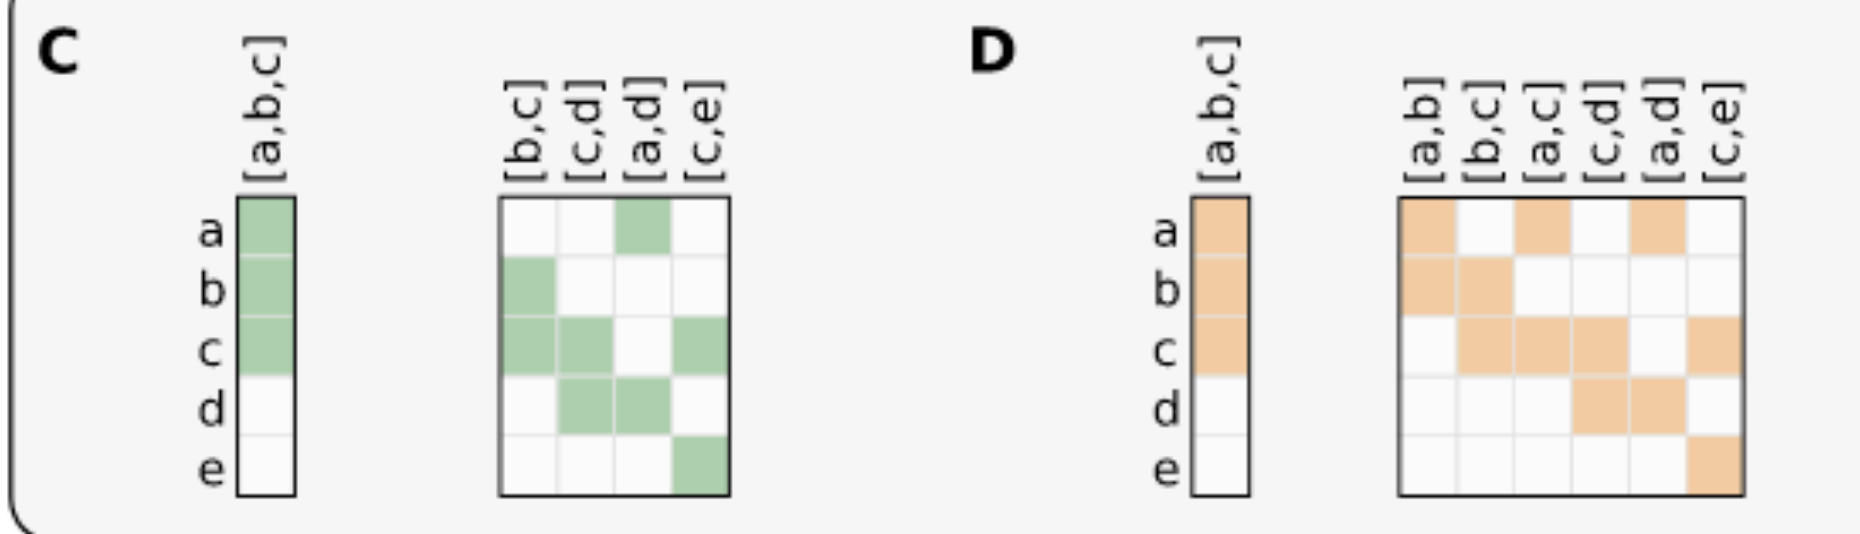 C
[a,b,c]
[b,c]
[c,d]
[a,d]
[c,e]
a
b
c
d
e
D
[a,b,c]
[a,b]
[b,c]
[a,c]
[c,d]
[a,d]
[c,e]
a
b
c
d
e